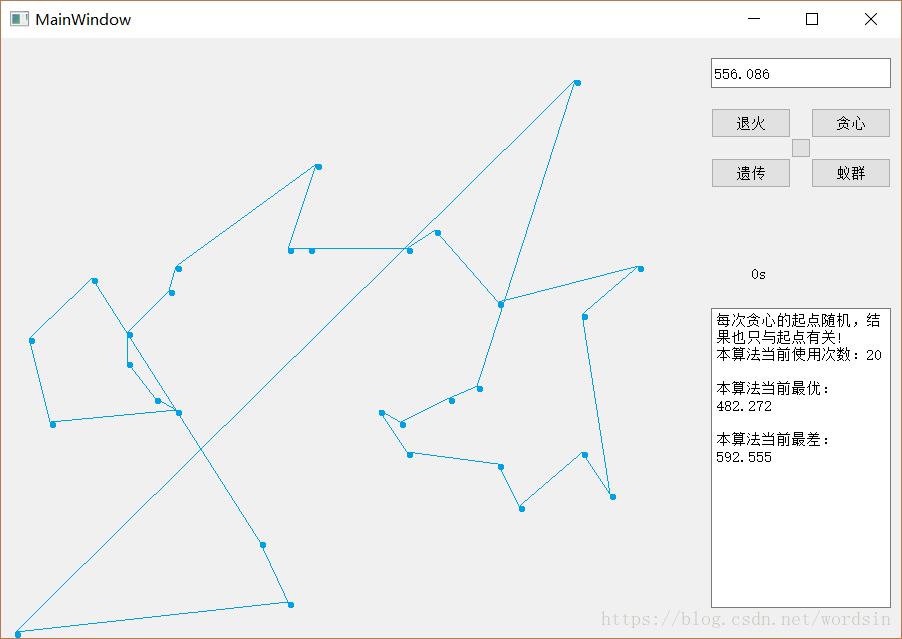 MainWindow
556.086
退火
贪心
遗传
蚁群
0s
每次贪心的起点随机，结
果也只与起点有关!
本算法当前使用次数：20
本算法当前最优：
482.272
本算法当前最差：
592.555
https://blog.csdn.net/wordsin